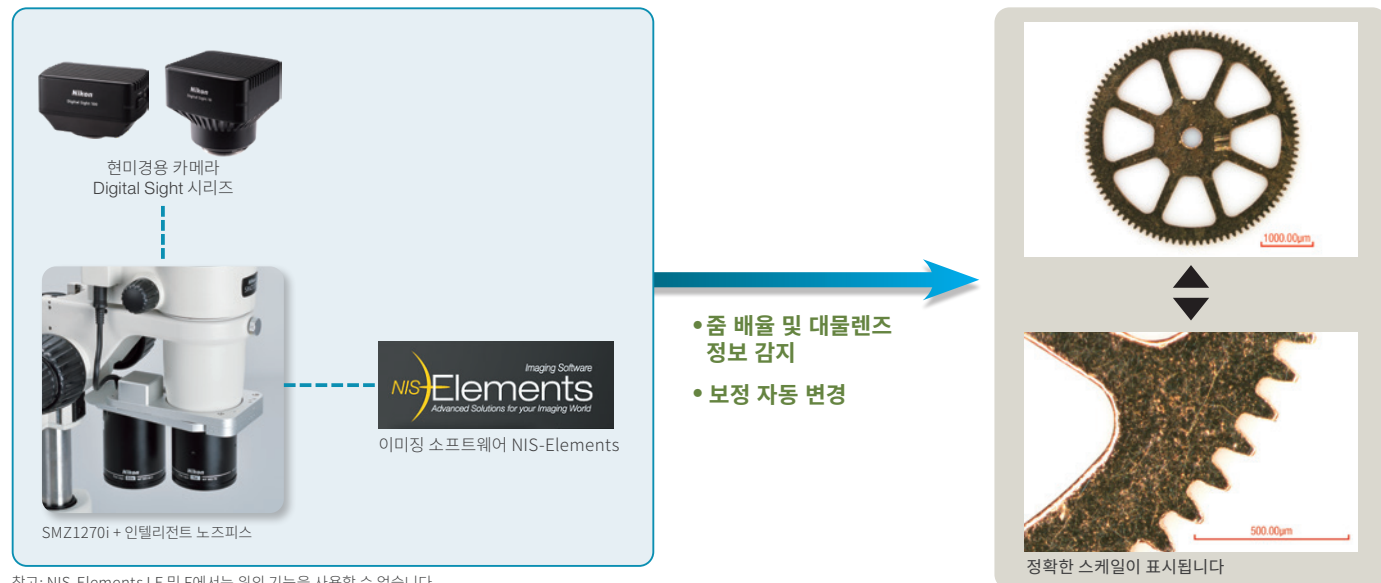 현미경용 카메라
Digital Sight 시리즈
Nikon
Nikon
SMZ1270i + 인텔리전트 노즈피스
Imaging Software
NIS-Elements
Advanced Solutions for your Imaging World
이미징 소프트웨어 NIS-Elements
•줌 배율 및 대물렌즈
정보 감지
• 보정 자동 변경
1000.00µm
500.00µm
정확한 스케일이 표시됩니다